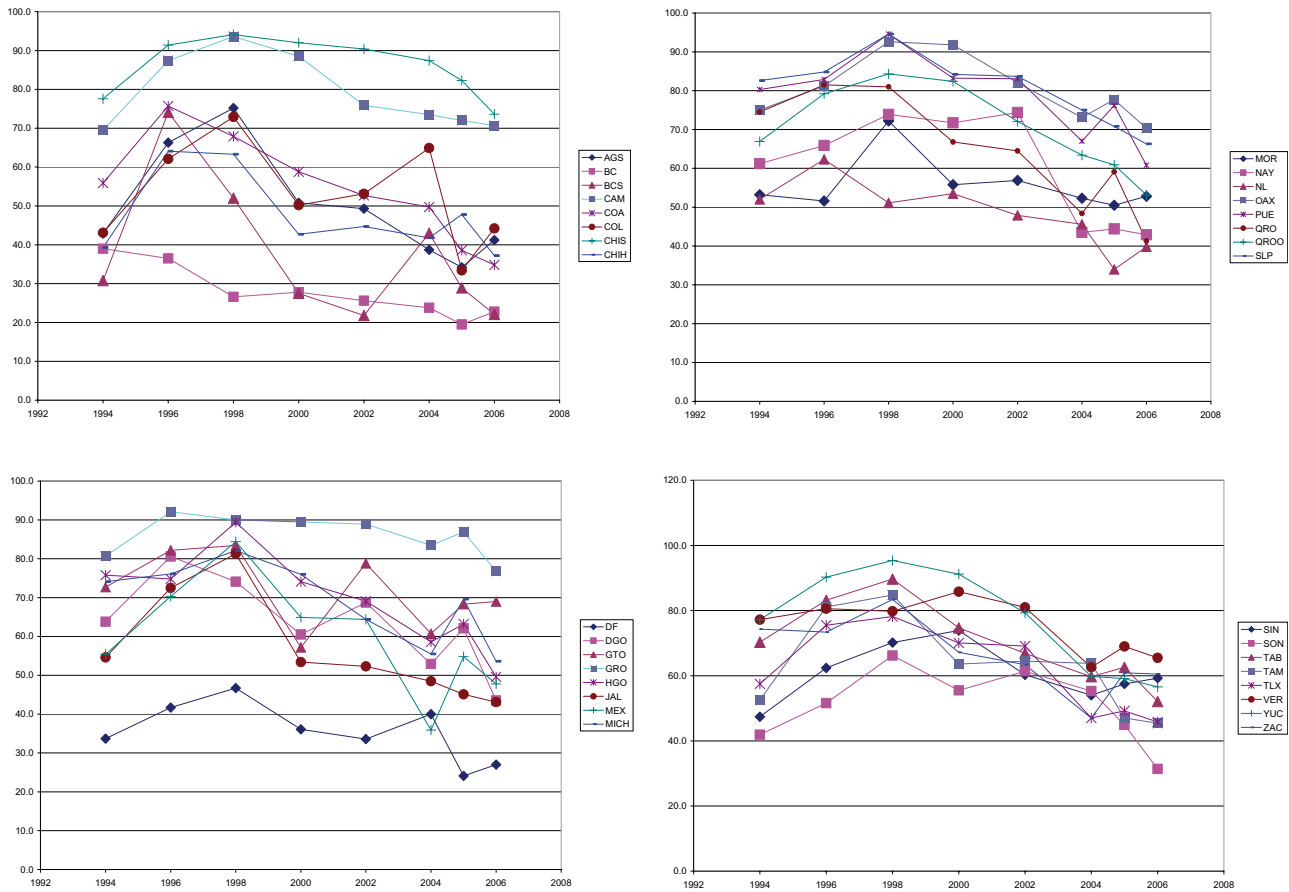 100.0
90.0
80.0
70.0
60.0
50.0
40.0
30.0
20.0
10.0
0.0
1992 1994 1996 1998 2000 2002 2004 2006 2008
AGS
BC
BCS
CAM
COA
COL
CHIS
CHIH
100.0
90.0
80.0
70.0
60.0
50.0
40.0
30.0
20.0
10.0
0.0
1992 1994 1996 1998 2000 2002 2004 2006 2008
MOR
NAY
NL
OAX
PUE
QRO
QROO
SLP
100.0
90.0
80.0
70.0
60.0
50.0
40.0
30.0
20.0
10.0
0.0
1992 1994 1996 1998 2000 2002 2004 2006 2008
DF
DGO
GTO
GRO
HGO
JAL
MEX
MICH
120.0
100.0
80.0
60.0
40.0
20.0
0.0
1992 1994 1996 1998 2000 2002 2004 2006 2008
SIN
SON
TAB
TAM
TLX
VER
YUC
ZAC